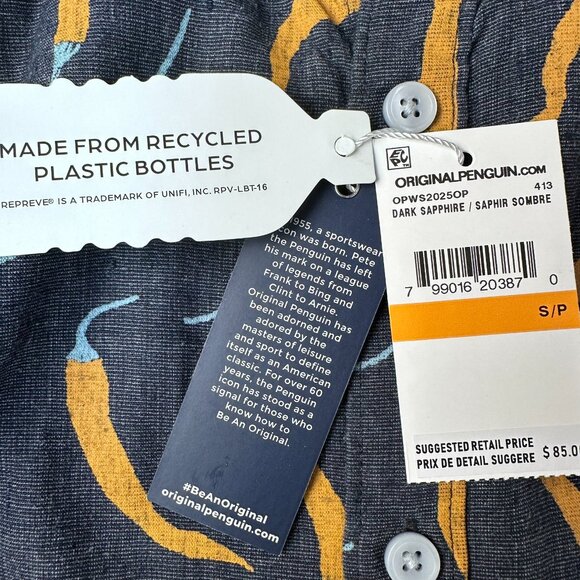 MADE FROM RECYCLED
PLASTIC BOTTLES
REPREVE® IS A TRADEMARK OF UNIFI, INC. RPV-LBT-16
1955, a sportswear
icon was born. Pete
the Penguin has left
his mark on a league
of legends from
Frank to Bing and
Clint to Arnie.
Original Penguin has
been adorned and
adored by the
masters of leisure
and sport to define
itself as an American
classic. For over 60
years, the Penguin
icon has stood as a
signal for those who
know how to
Be An Original.
#BeAnOriginal
originalpenguin.com
ORIGINALPENGUIN.COM
OPWS2025OP 413
DARK SAPPHIRE / SAPHIR SOMBRE
7 99016 20387 0
S/P
SUGGESTED RETAIL PRICE
PRIX DE DETAIL SUGGERE $85.0